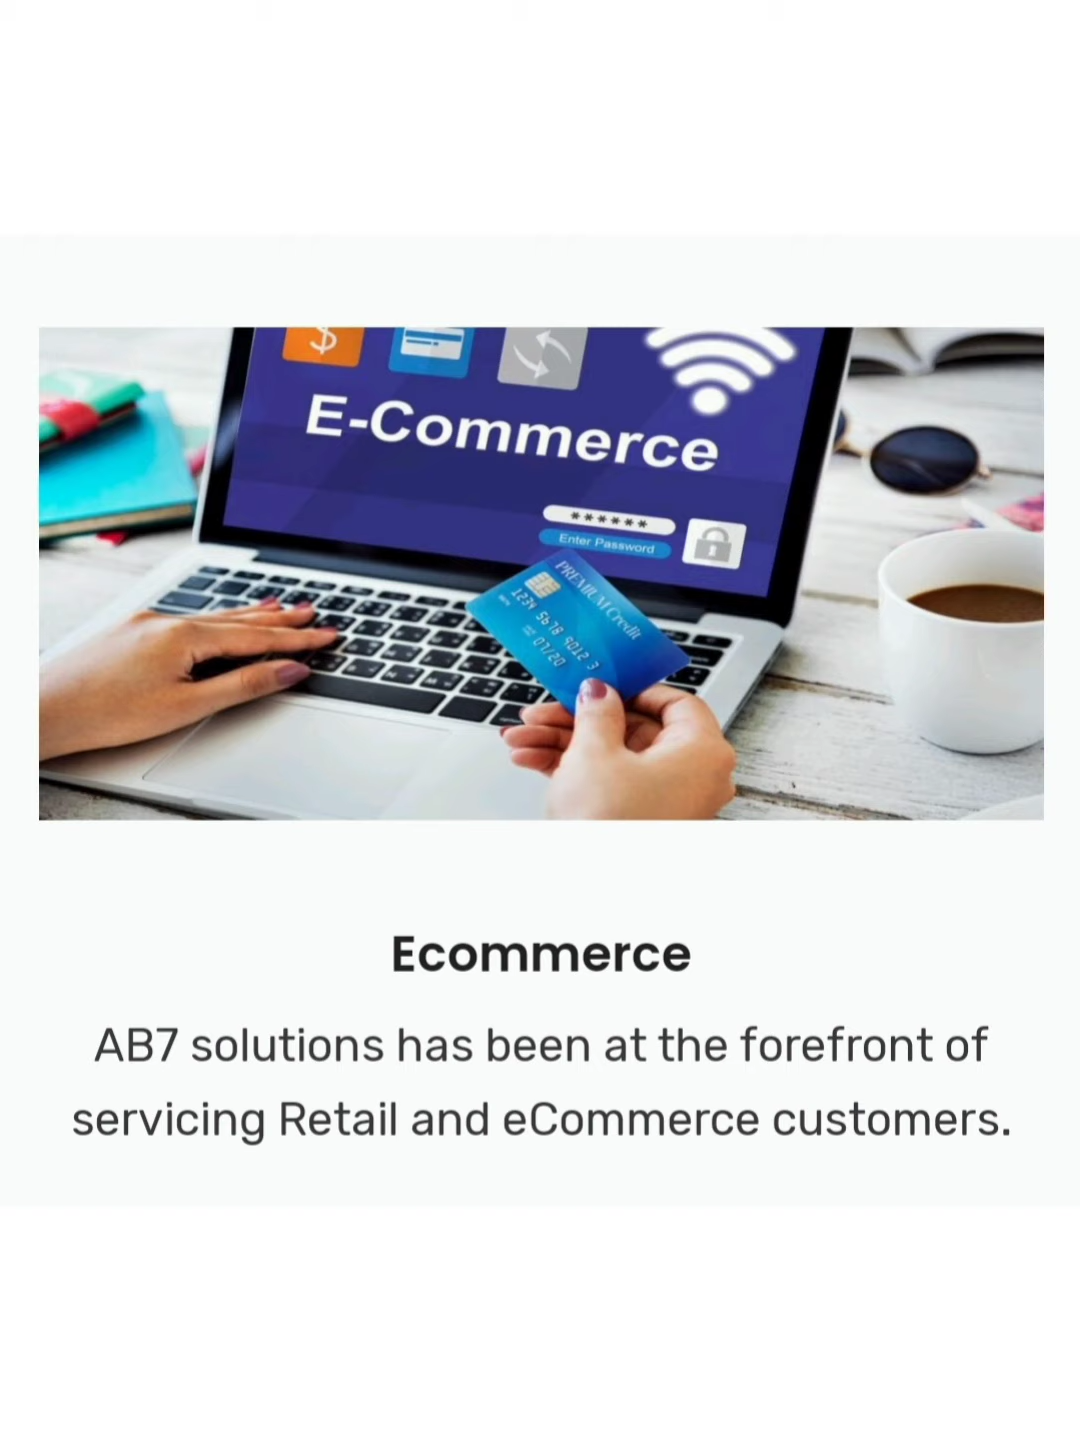 $
E-Commerce
******
Enter Password
PREMIUM Credit
1234 5678 9012 3
07/20
Ecommerce
AB7 solutions has been at the forefront of
servicing Retail and eCommerce customers.